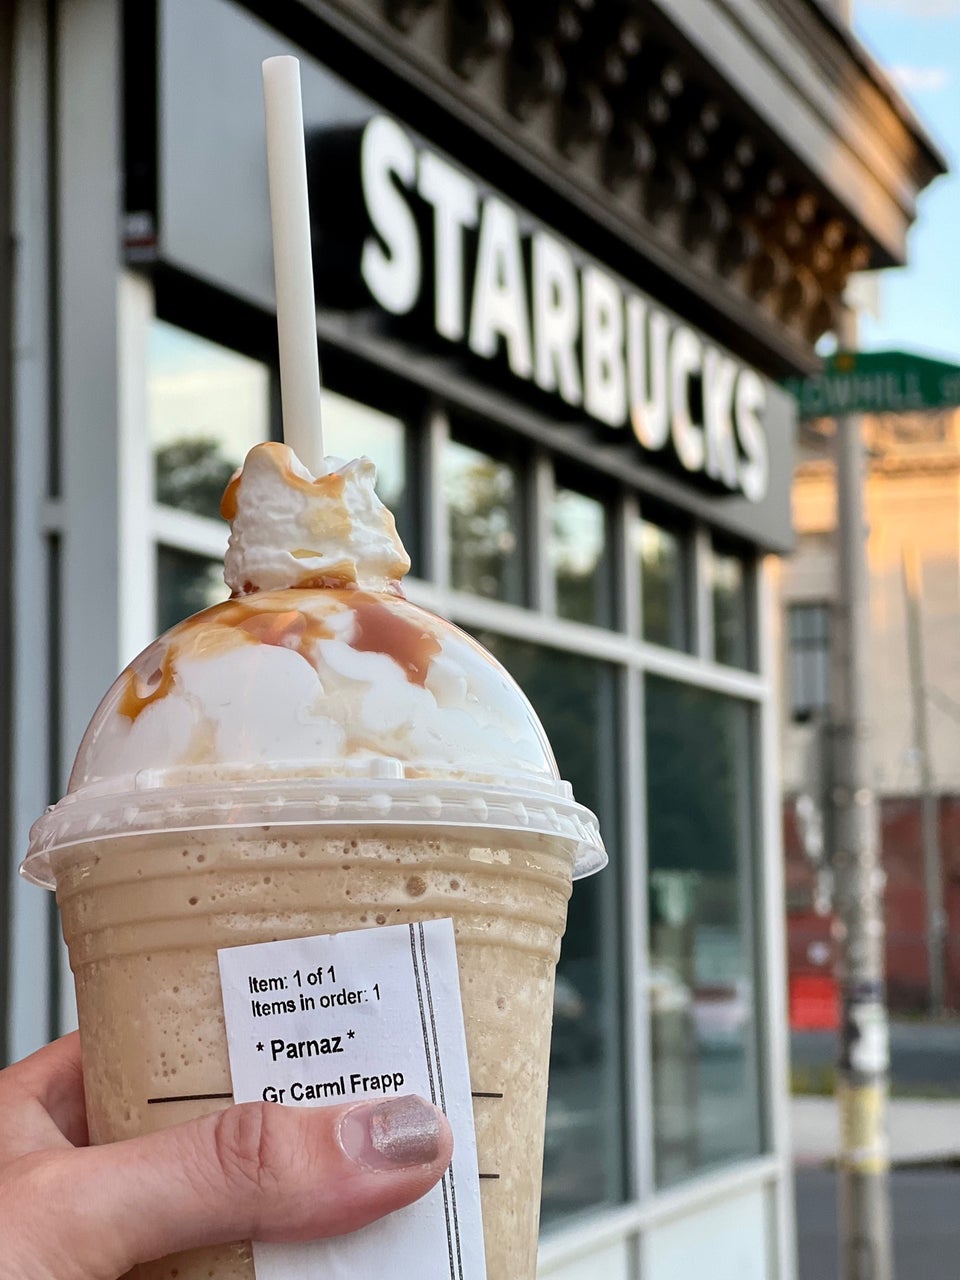 STARBUCKS
Item: 1 of 1
Items in order: 1
* Parnaz *
Gr Carml Frapp